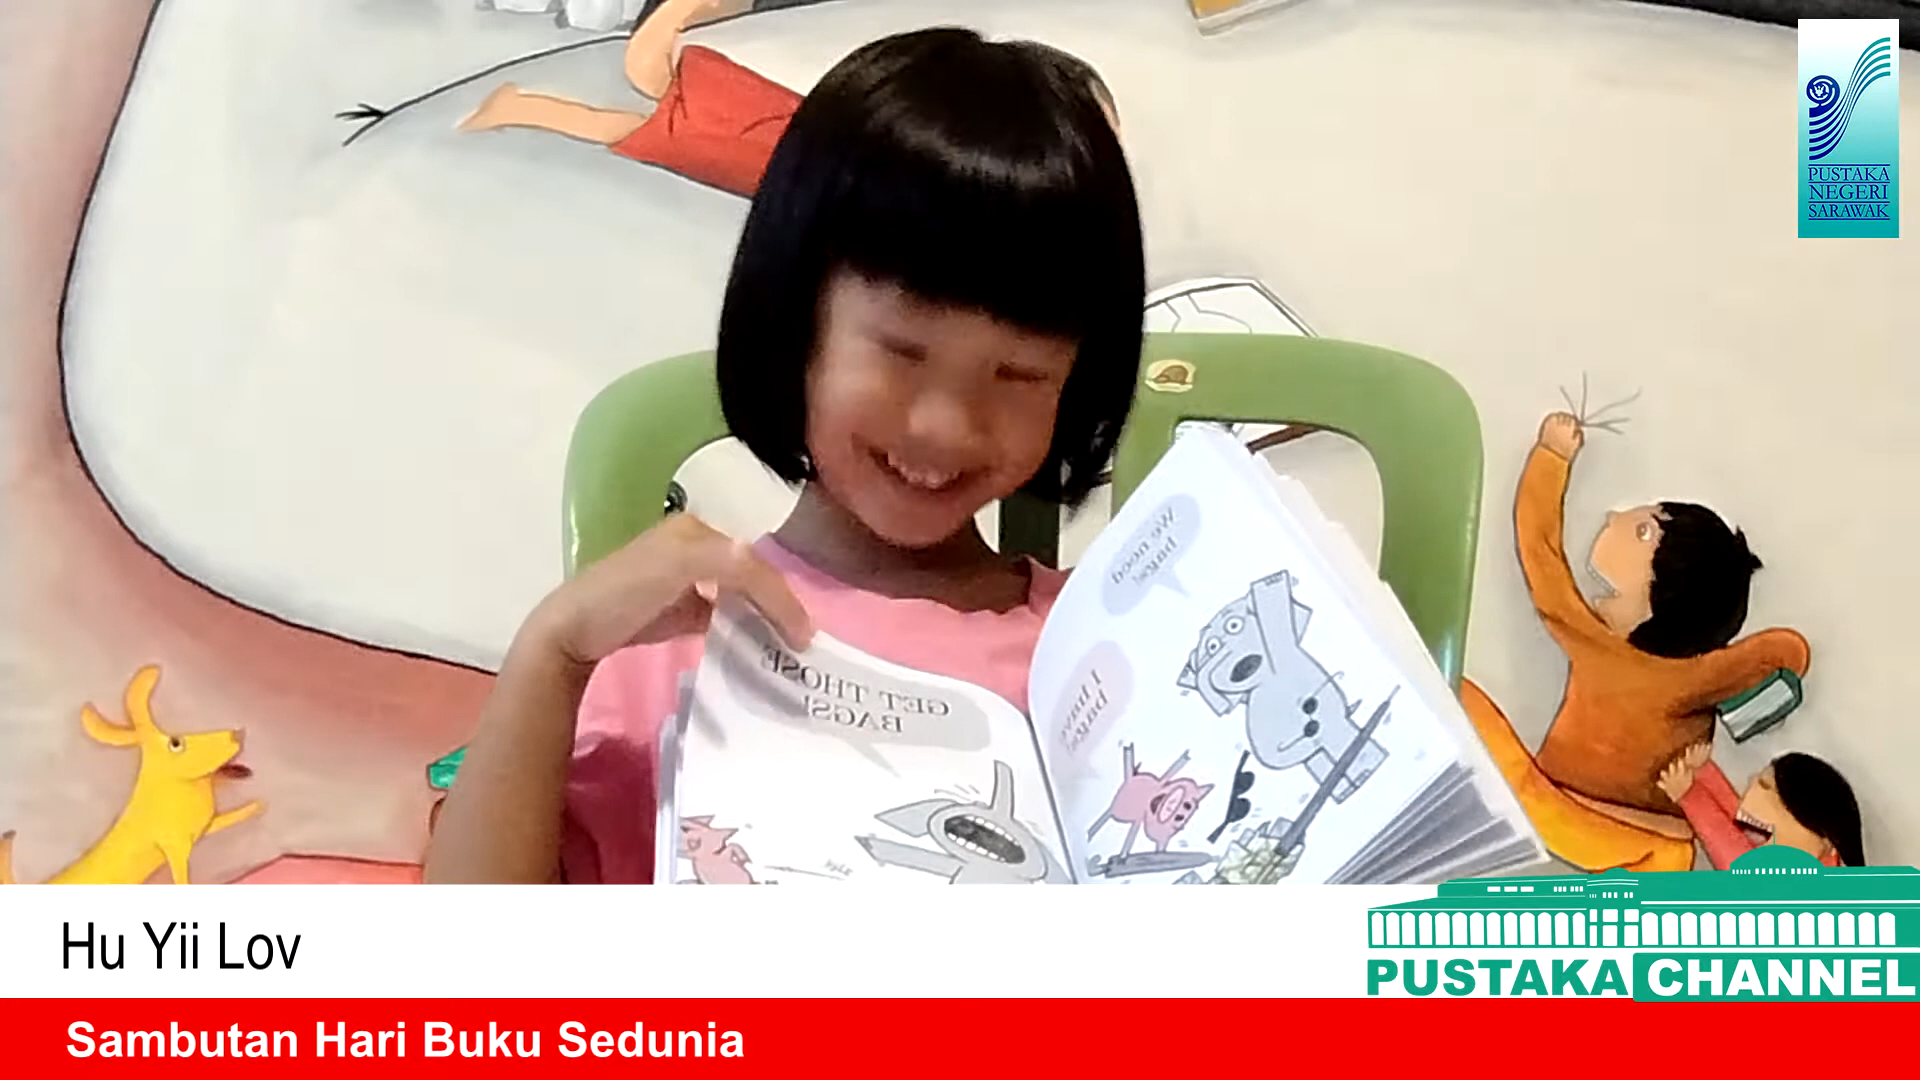 PUSTAKA
NEGERI
SARAWAK
We need
bags!
I have
bags!
GET THOSE
BAGS!
Hu Yii Lov
PUSTAKA CHANNEL
Sambutan Hari Buku Sedunia